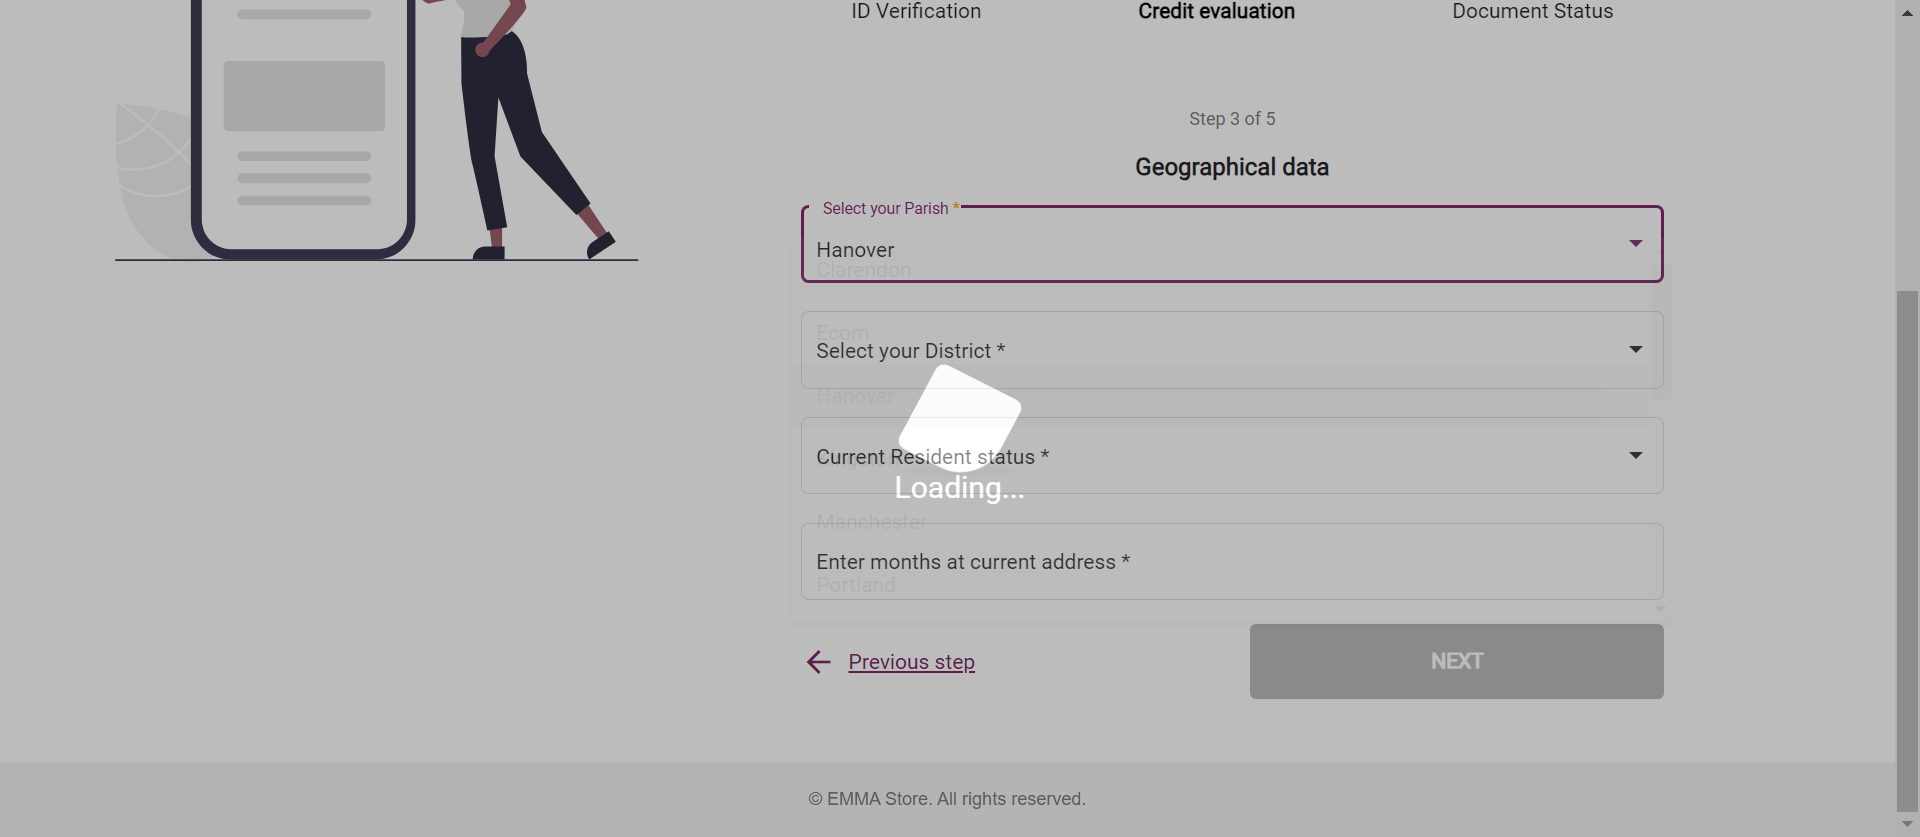 ID Verification
Credit evaluation
Document Status
Step 3 of 5
Geographical data
Select your Parish *
Hanover
Clarendon
Ecom
Select your District *
Hanover
Current Resident status *
Loading...
Manchester
Enter months at current address *
Portland
Previous step
NEXT
© EMMA Store. All rights reserved.